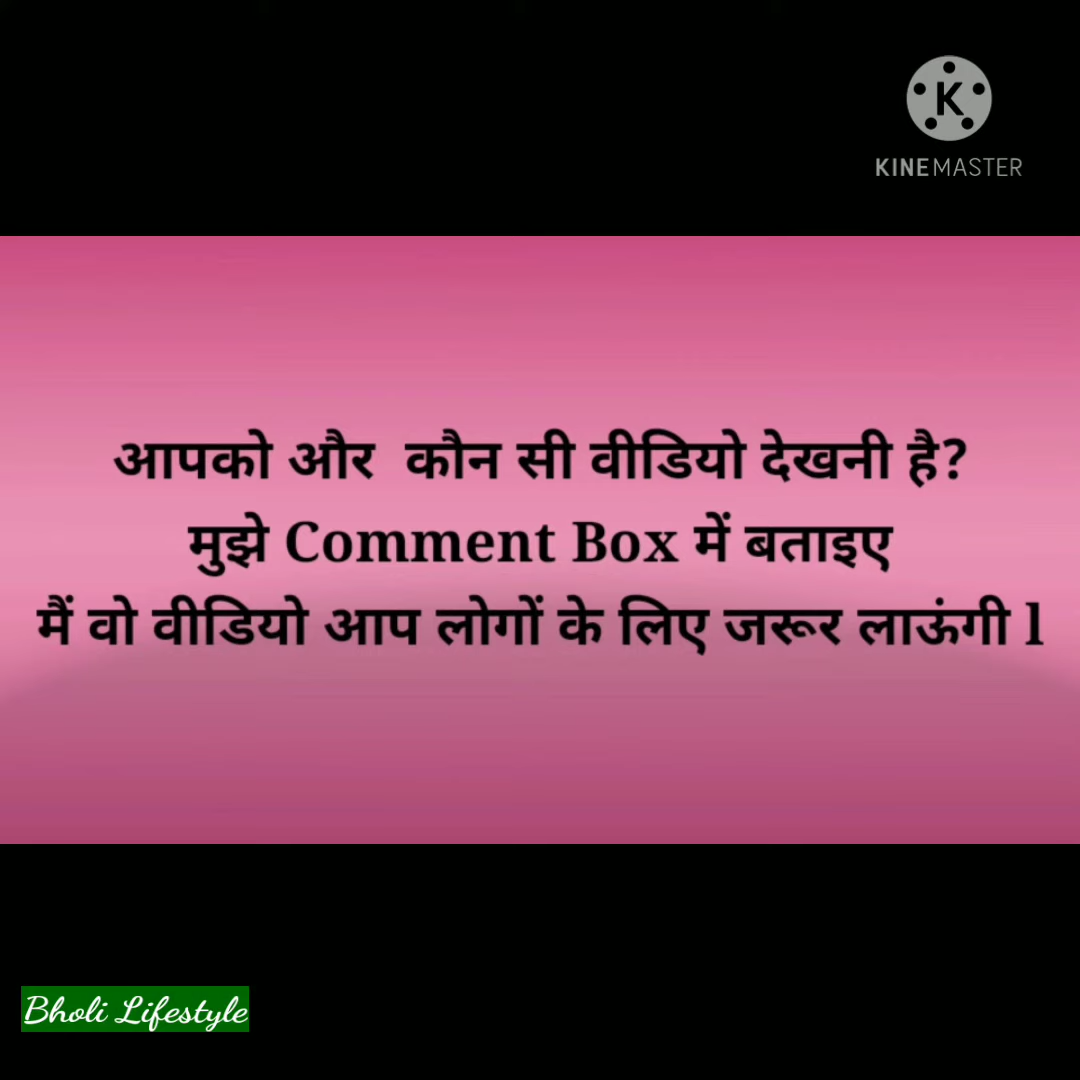 K
KINEMASTER
आपको और कौन सी वीडियो देखनी है?
मुझे Comment Box में बताइए
मैं वो वीडियो आप लोगों के लिए जरूर लाऊंगी l
Bholi Lifestyle